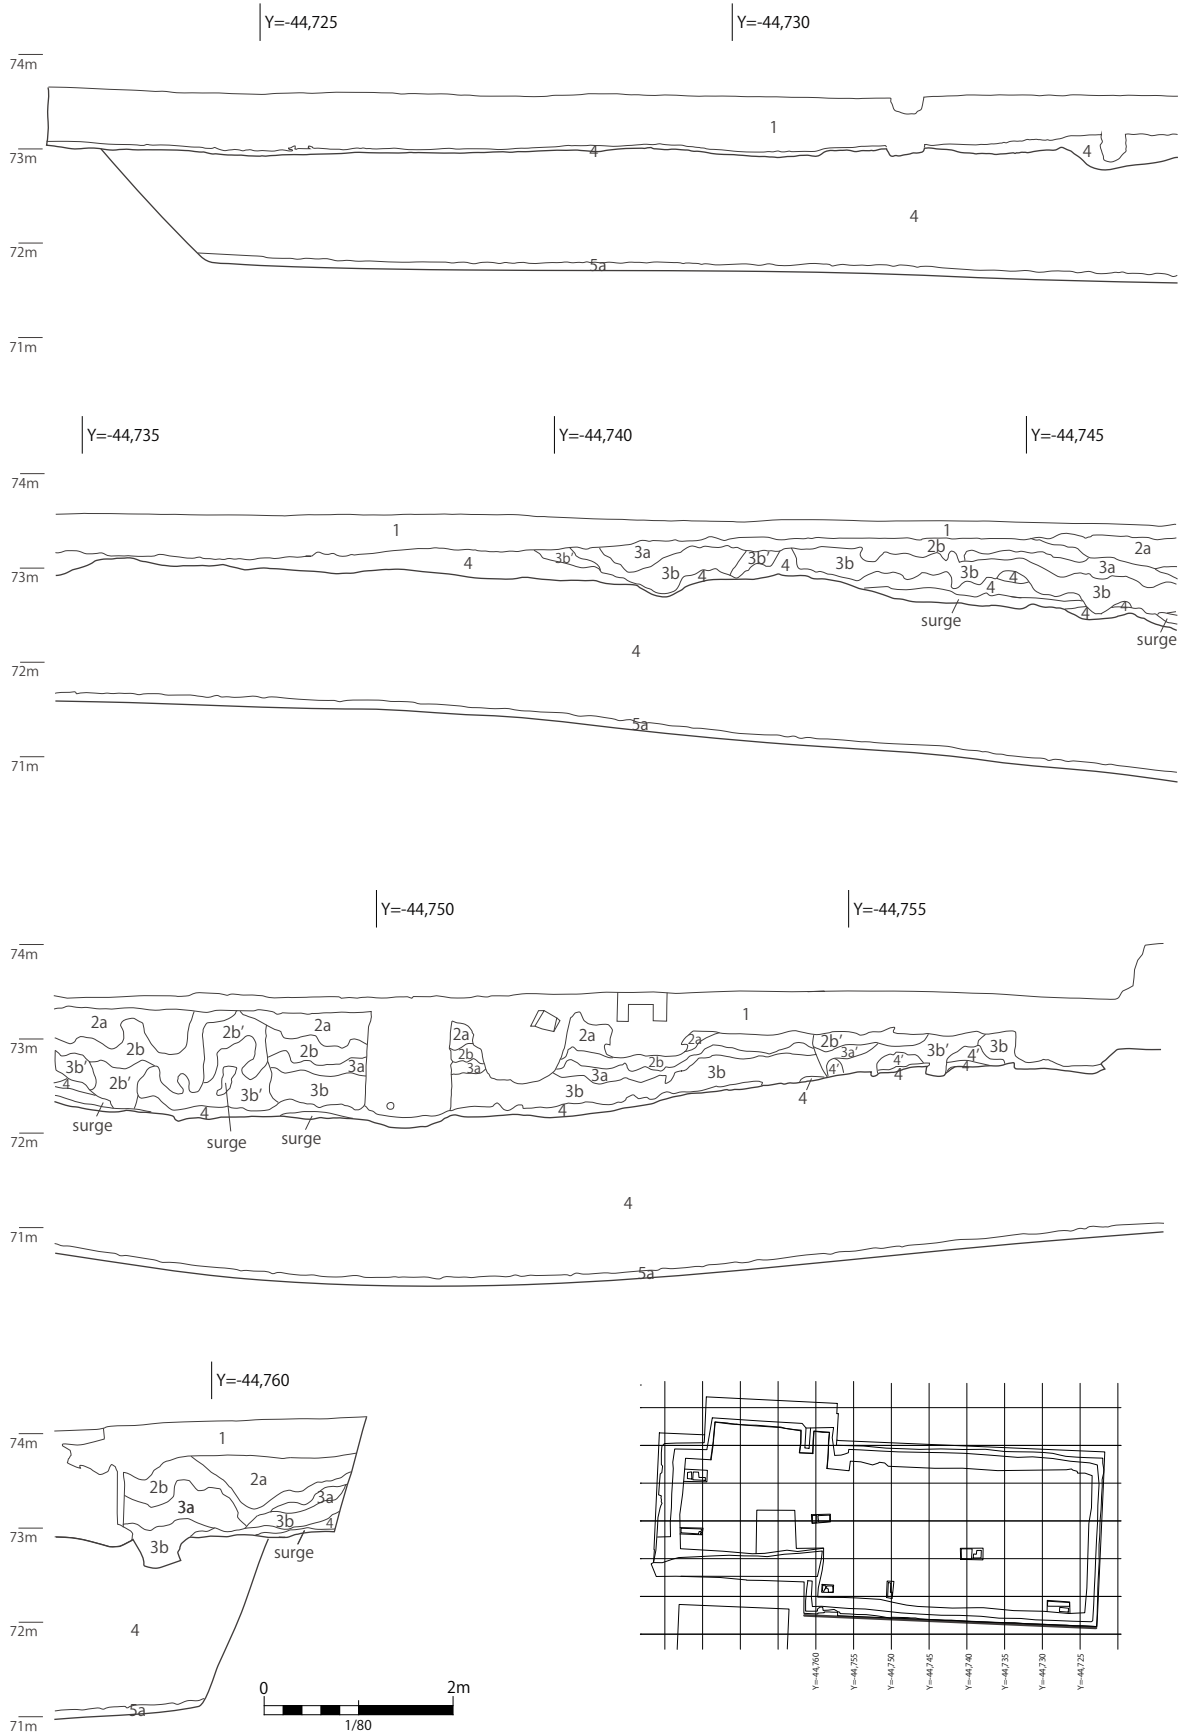 Y=-44,725
Y=-44,730
74m
1
73m
4
4
4
72m
5a
71m
Y=-44,735
Y=-44,740
Y=-44,745
74m
1
1
2b
2a
3b'
3a
3b'
4
4
3b
3b
4
3b
4
4
3a
73m
3b
4
4
surge
surge
72m
4
5a
71m
Y=-44,750
Y=-44,755
74m
1
2a
2b'
2a
2a
2a
2a
2b'
3b'
3b
73m
2b
2b
2b
2b
3a'
4'
4'
3b'
2b'
3a
3a
3a
3b
4'
4
4
4
3b'
3b
3b
4
4
4
surge
surge
surge
72m
4
71m
5a
Y=-44,760
74m
1
2b
2a
3a
3a
73m
3b
4
3b
surge
72m
4
71m
5a
0
2m
1/80
Y=-44,760
Y=-44,755
Y=-44,750
Y=-44,745
Y=-44,740
Y=-44,735
Y=-44,730
Y=-44,725